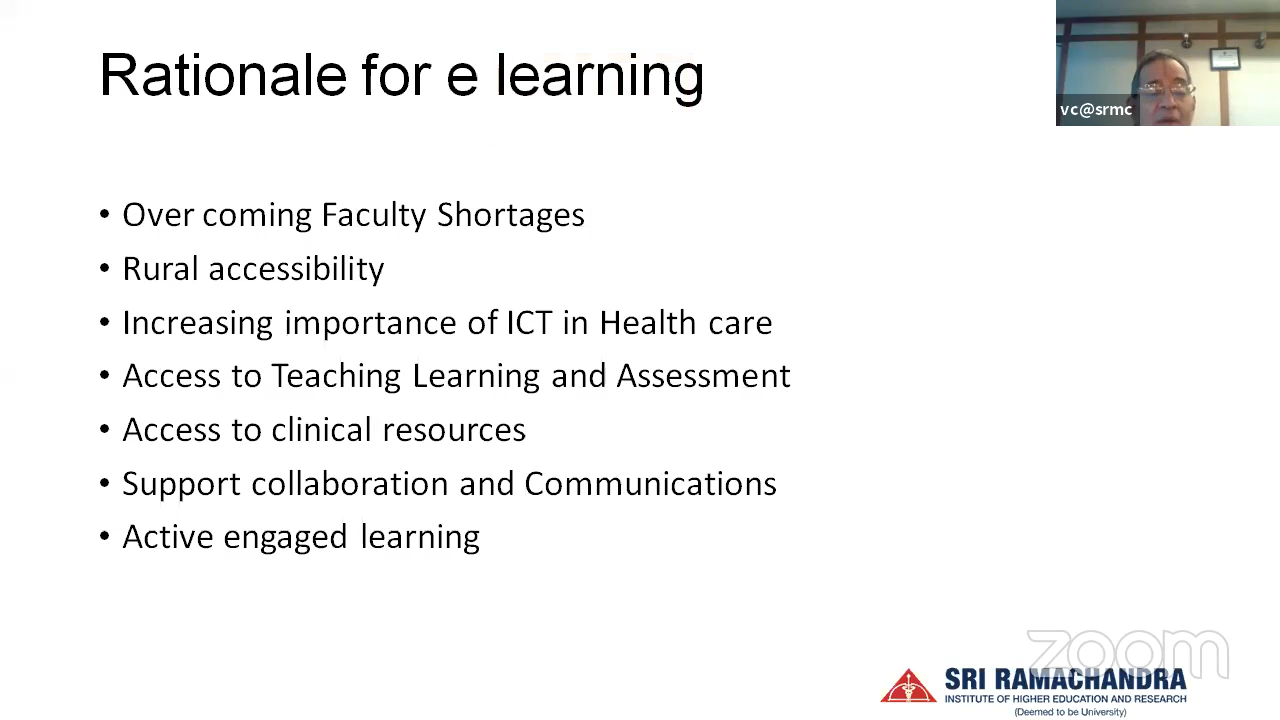 Rationale for e learning
vc@srmc
• Over coming Faculty Shortages
• Rural accessibility
• Increasing importance of ICT in Health care
• Access to Teaching Learning and Assessment
• Access to clinical resources
• Support collaboration and Communications
• Active engaged learning
zoom
SRI RAMACHANDRA
INSTITUTE OF HIGHER EDUCATION AND RESEARCH
(Deemed to be University)